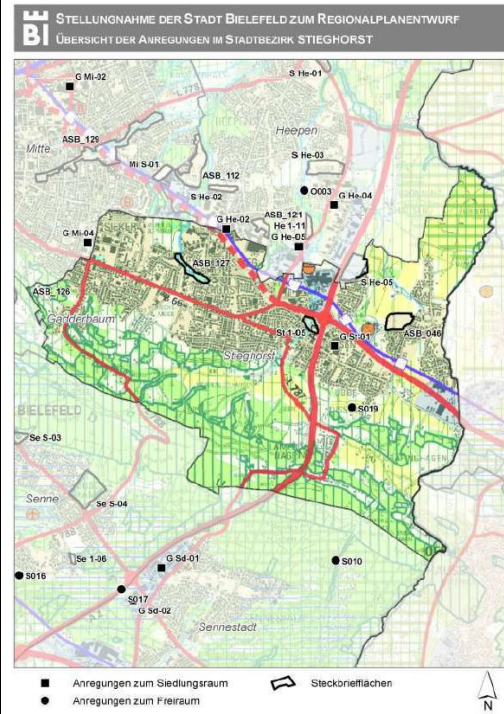 BI
STELLUNGNAHME DER STADT BIELEFELD ZUM REGIONALPLANENTWURF
ÜBERSICHT DER ANREGUNGEN IM STADTBEZIRK STIEGHORST
G Mi-02
S He-01
L 778
Heepen
ASB_129
Mitte
Mi S-01
S He-03
ASB_112
O003
S He-02
G He-04
ASB_121
G He-02
He 1-11
G Mi-04
G He-05
ASB_127
S He-05
ASB_126
66
Gadderbaum
St 1-05
ASB_046
G St-01
Stieghorst
L 787
BIELEFELD
S019
Se S-03
Senne
Se S-04
Se 1-06
G Sd-01
S010
S016
S017
G Sd-02
Sennestadt
Anregungen zum Siedlungsraum
Steckbriefflächen
Anregungen zum Freiraum
N